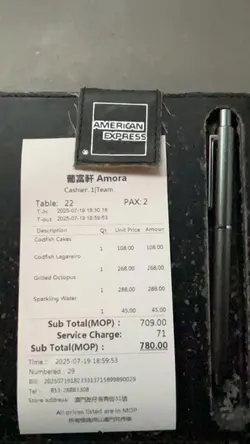 AMERICAN
EXPRESS
®
葡富軒 Amora
Cashier: 1|Team
Table: 22 PAX: 2
T-in: 2025-07-19 18:30:18
T-out: 2025-07-19 18:59:53
Description Qt Unit Price Amount
Codfish Cakes
1 108.00 108.00
Codfish Lagareiro
1 268.00 268.00
Grilled Octopus
1 288.00 288.00
Sparkling Water
1 45.00 45.00
Sub Total(MOP) : 709.00
Service Charge: 71
Sub Total(MOP) : 780.00
Time : 2025-07-19 18:59:53
Numbered : 29
Bill:
Tel :
Store address :
All prices listed are in MOP